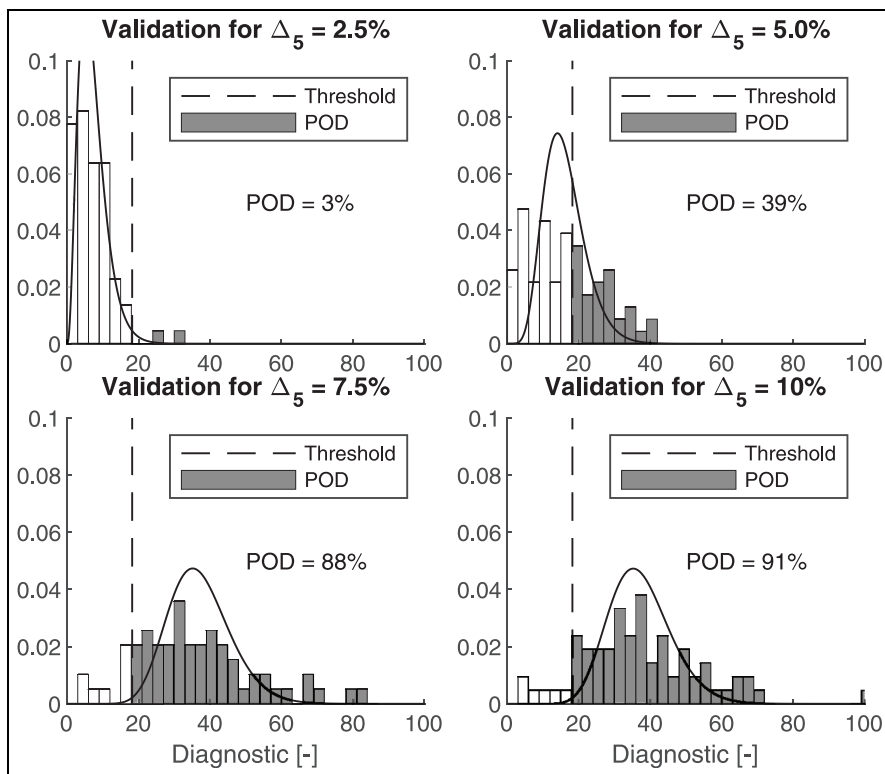 Validation for Δ5 = 2.5%
0.1
0.08
0.06
0.04
0.02
0
Threshold
POD
POD = 3%
0 20 40 60 80 100
Validation for Δ5 = 5.0%
0.1
0.08
0.06
0.04
0.02
0
Threshold
POD
POD = 39%
0 20 40 60 80 100
Validation for Δ5 = 7.5%
0.1
0.08
0.06
0.04
0.02
0
Threshold
POD
POD = 88%
0 20 40 60 80 100
Diagnostic [-]
Validation for Δ5 = 10%
0.1
0.08
0.06
0.04
0.02
0
Threshold
POD
POD = 91%
0 20 40 60 80 100
Diagnostic [-]